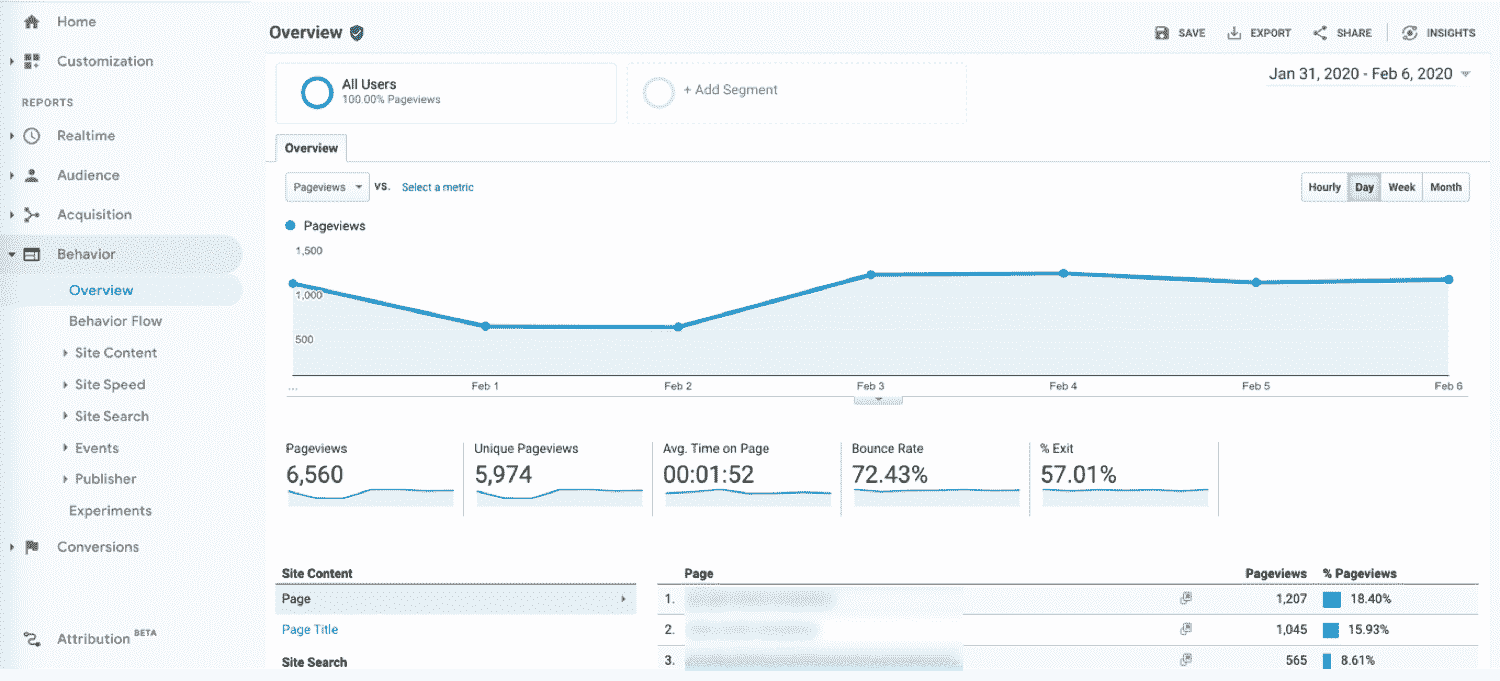 Home
Customization
REPORTS
Realtime
Audience
Acquisition
Behavior
Overview
Behavior Flow
Site Content
Site Speed
Site Search
Events
Publisher
Experiments
Conversions
Attribution BETA
Overview
SAVE EXPORT SHARE INSIGHTS
All Users
100.00% Pageviews
+ Add Segment
Jan 31, 2020 - Feb 6, 2020
Overview
Pageviews VS. Select a metric
Hourly Day Week Month
Pageviews
1,500
1,000
500
... Feb 1 Feb 2 Feb 3 Feb 4 Feb 5 Feb 6
Pageviews Unique Pageviews Avg. Time on Page Bounce Rate % Exit
6,560 5,974 00:01:52 72.43% 57.01%
Site Content
Page
Page Title
Site Search
Page Pageviews % Pageviews
1. 1,207 18.40%
2. 1,045 15.93%
3. 565 8.61%